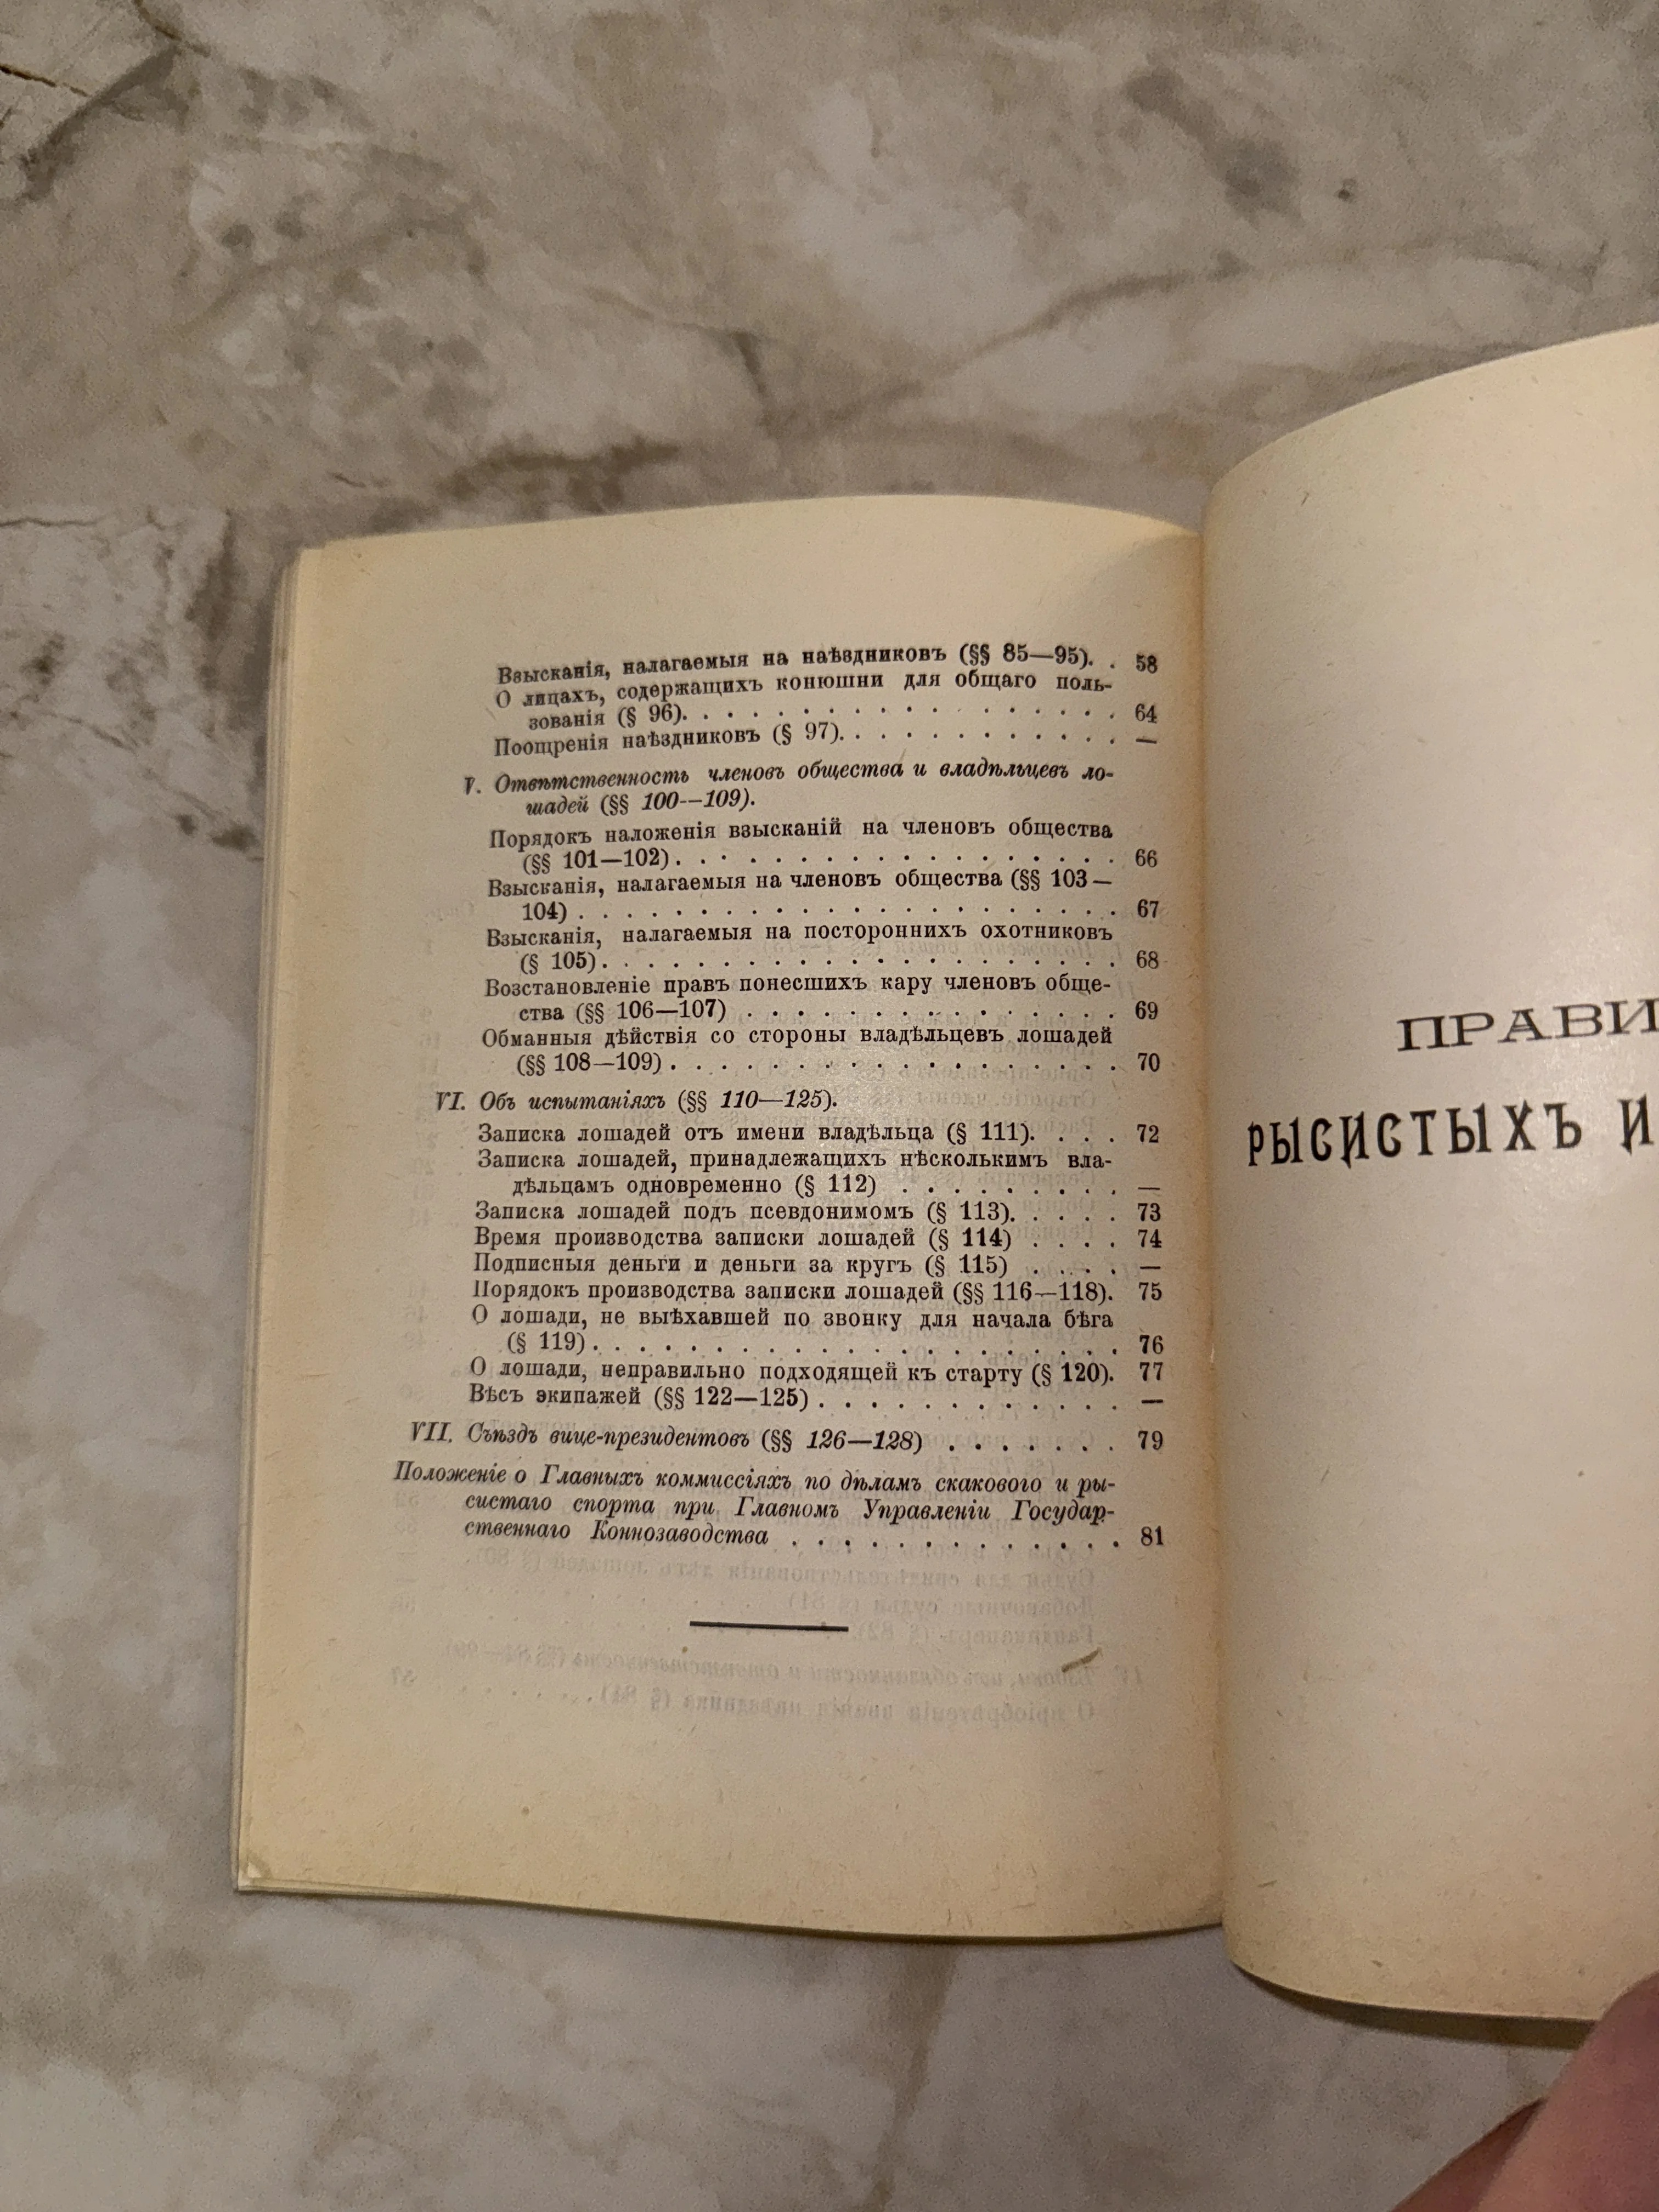 Взысканія, налагаемыя на наѣздниковъ (§§ 85—95). . 58
О лицахъ, содержащихъ конюшни для общаго поль-
зованія (§ 96). . . . . . . . . . . . . . . . . . 64
Поощренія наѣздниковъ (§ 97). . . . . . . . . . . . —
V. Отвѣтственность членовъ общества и владѣльцевъ ло-
шадей (§§ 100—109).
Порядокъ наложенія взысканій на членовъ общества
(§§ 101—102). . . . . . . . . . . . . . . . . . 66
Взысканія, налагаемыя на членовъ общества (§§ 103—
104) . . . . . . . . . . . . . . . . . . . . . 67
Взысканія, налагаемыя на постороннихъ охотниковъ
(§ 105). . . . . . . . . . . . . . . . . . . . . 68
Возстановленіе правъ понесшихъ кару членовъ обще-
ства (§§ 106—107) . . . . . . . . . . . . . . . 69
Обманныя дѣйствія со стороны владѣльцевъ лошадей
(§§ 108—109). . . . . . . . . . . . . . . . . . 70
VI. Объ испытаніяхъ (§§ 110—125).
Записка лошадей отъ имени владѣльца (§ 111). . . . 72
Записка лошадей, принадлежащихъ нѣсколькимъ вла-
дѣльцамъ одновременно (§ 112) . . . . . . . . . —
Записка лошадей подъ псевдонимомъ (§ 113). . . . . 73
Время производства записки лошадей (§ 114) . . . . 74
Подписныя деньги и деньги за кругъ (§ 115) . . . . —
Порядокъ производства записки лошадей (§§ 116—118). 75
О лошади, не выѣхавшей по звонку для начала бѣга
(§ 119). . . . . . . . . . . . . . . . . . . . . 76
О лошади, неправильно подходящей къ старту (§ 120). 77
Вѣсъ экипажей (§§ 122—125) . . . . . . . . . . . . —
VII. Съѣздъ вице-президентовъ (§§ 126—128) . . . . . . . 79
Положеніе о Главныхъ коммиссіяхъ по дѣламъ скакового и ры-
систаго спорта при Главномъ Управленіи Государ-
ственнаго Коннозаводства . . . . . . . . . . . . . 81
ПРАВИ
РЫСИСТЫХЪ И